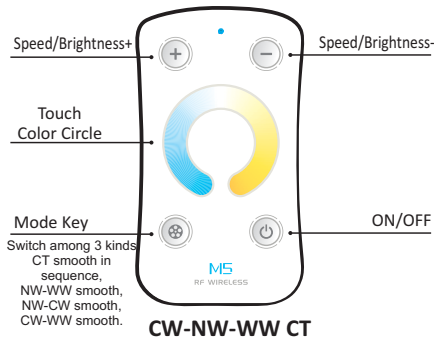 Speed/Brightness+
Speed/Brightness-
Touch
Color Circle
Mode Key
Switch among 3 kinds
CT smooth in
sequence,
NW-WW smooth,
NW-CW smooth,
CW-WW smooth.
ON/OFF
M5
RF WIRELESS
CW-NW-WW CT